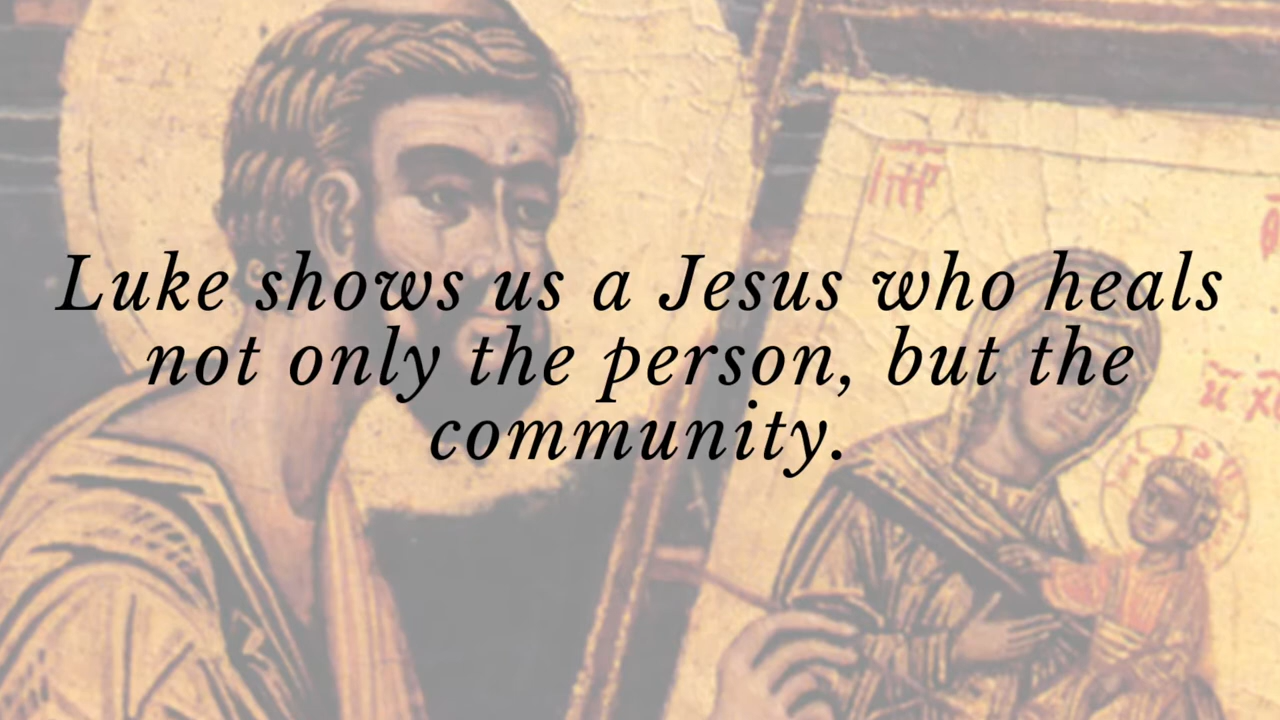 Luke shows us a Jesus who heals
not only the person, but the
community.